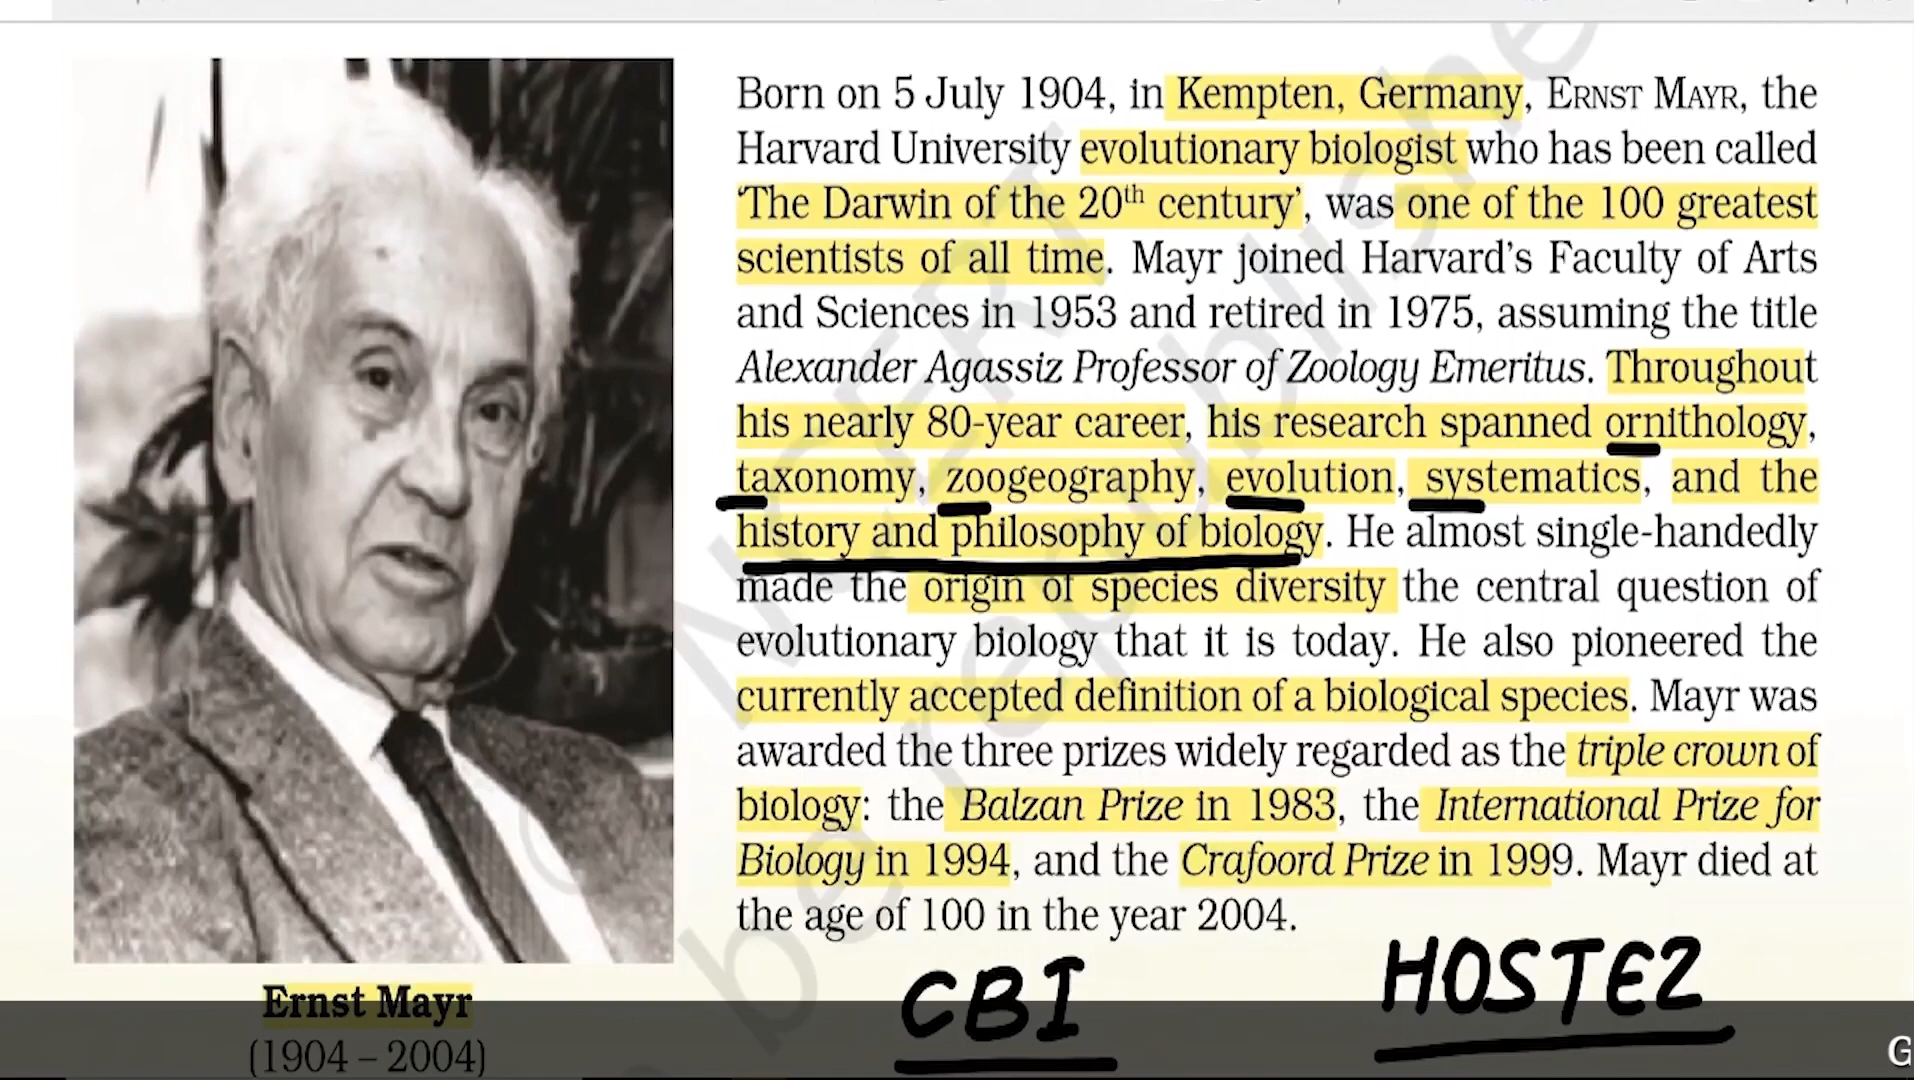 Born on 5 July 1904, in Kempten, Germany, ERNST MAYR, the
Harvard University evolutionary biologist who has been called
‘The Darwin of the 20th century’, was one of the 100 greatest
scientists of all time. Mayr joined Harvard’s Faculty of Arts
and Sciences in 1953 and retired in 1975, assuming the title
Alexander Agassiz Professor of Zoology Emeritus. Throughout
his nearly 80-year career, his research spanned ornithology,
taxonomy, zoogeography, evolution, systematics, and the
history and philosophy of biology. He almost single-handedly
made the origin of species diversity the central question of
evolutionary biology that it is today. He also pioneered the
currently accepted definition of a biological species. Mayr was
awarded the three prizes widely regarded as the triple crown of
biology: the Balzan Prize in 1983, the International Prize for
Biology in 1994, and the Crafoord Prize in 1999. Mayr died at
the age of 100 in the year 2004.
CBI
HOSTEZ
Ernst Mayr
(1904 – 2004)
G
© NCERT
be republishe